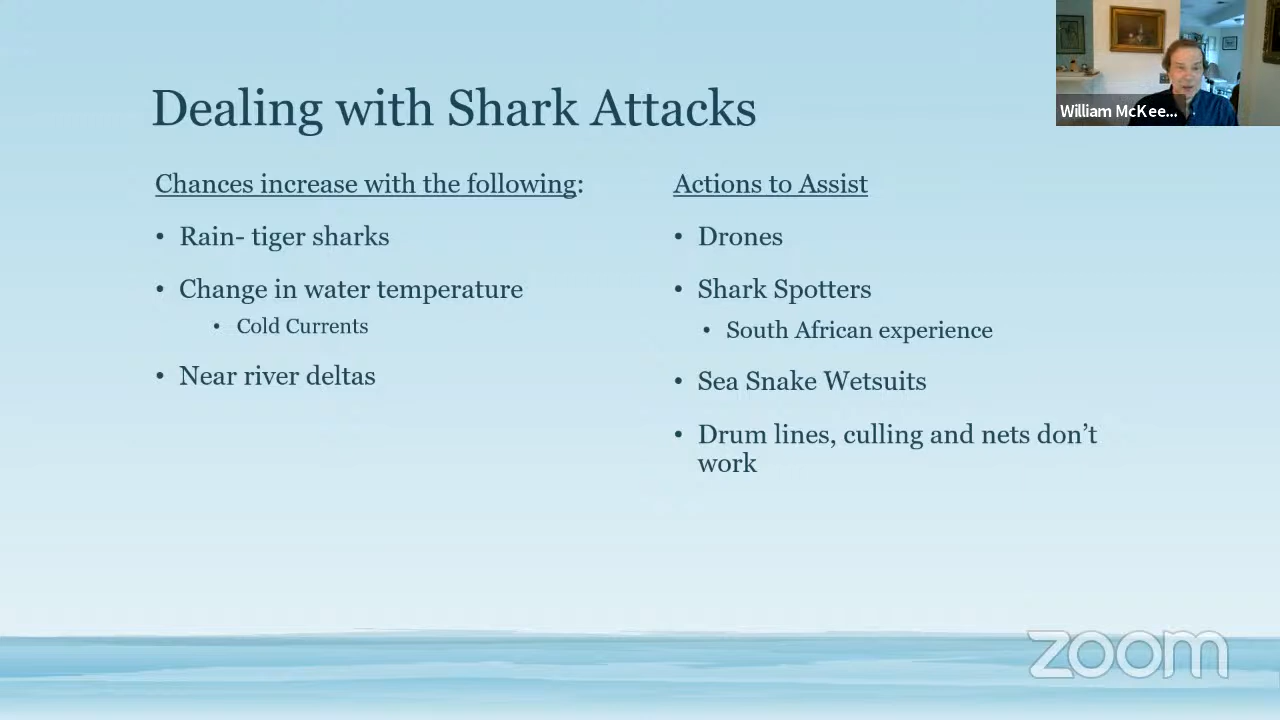 Dealing with Shark Attacks
William McKee...
Chances increase with the following:
• Rain- tiger sharks
• Change in water temperature
• Cold Currents
• Near river deltas
Actions to Assist
• Drones
• Shark Spotters
• South African experience
• Sea Snake Wetsuits
• Drum lines, culling and nets don’t
work
zoom